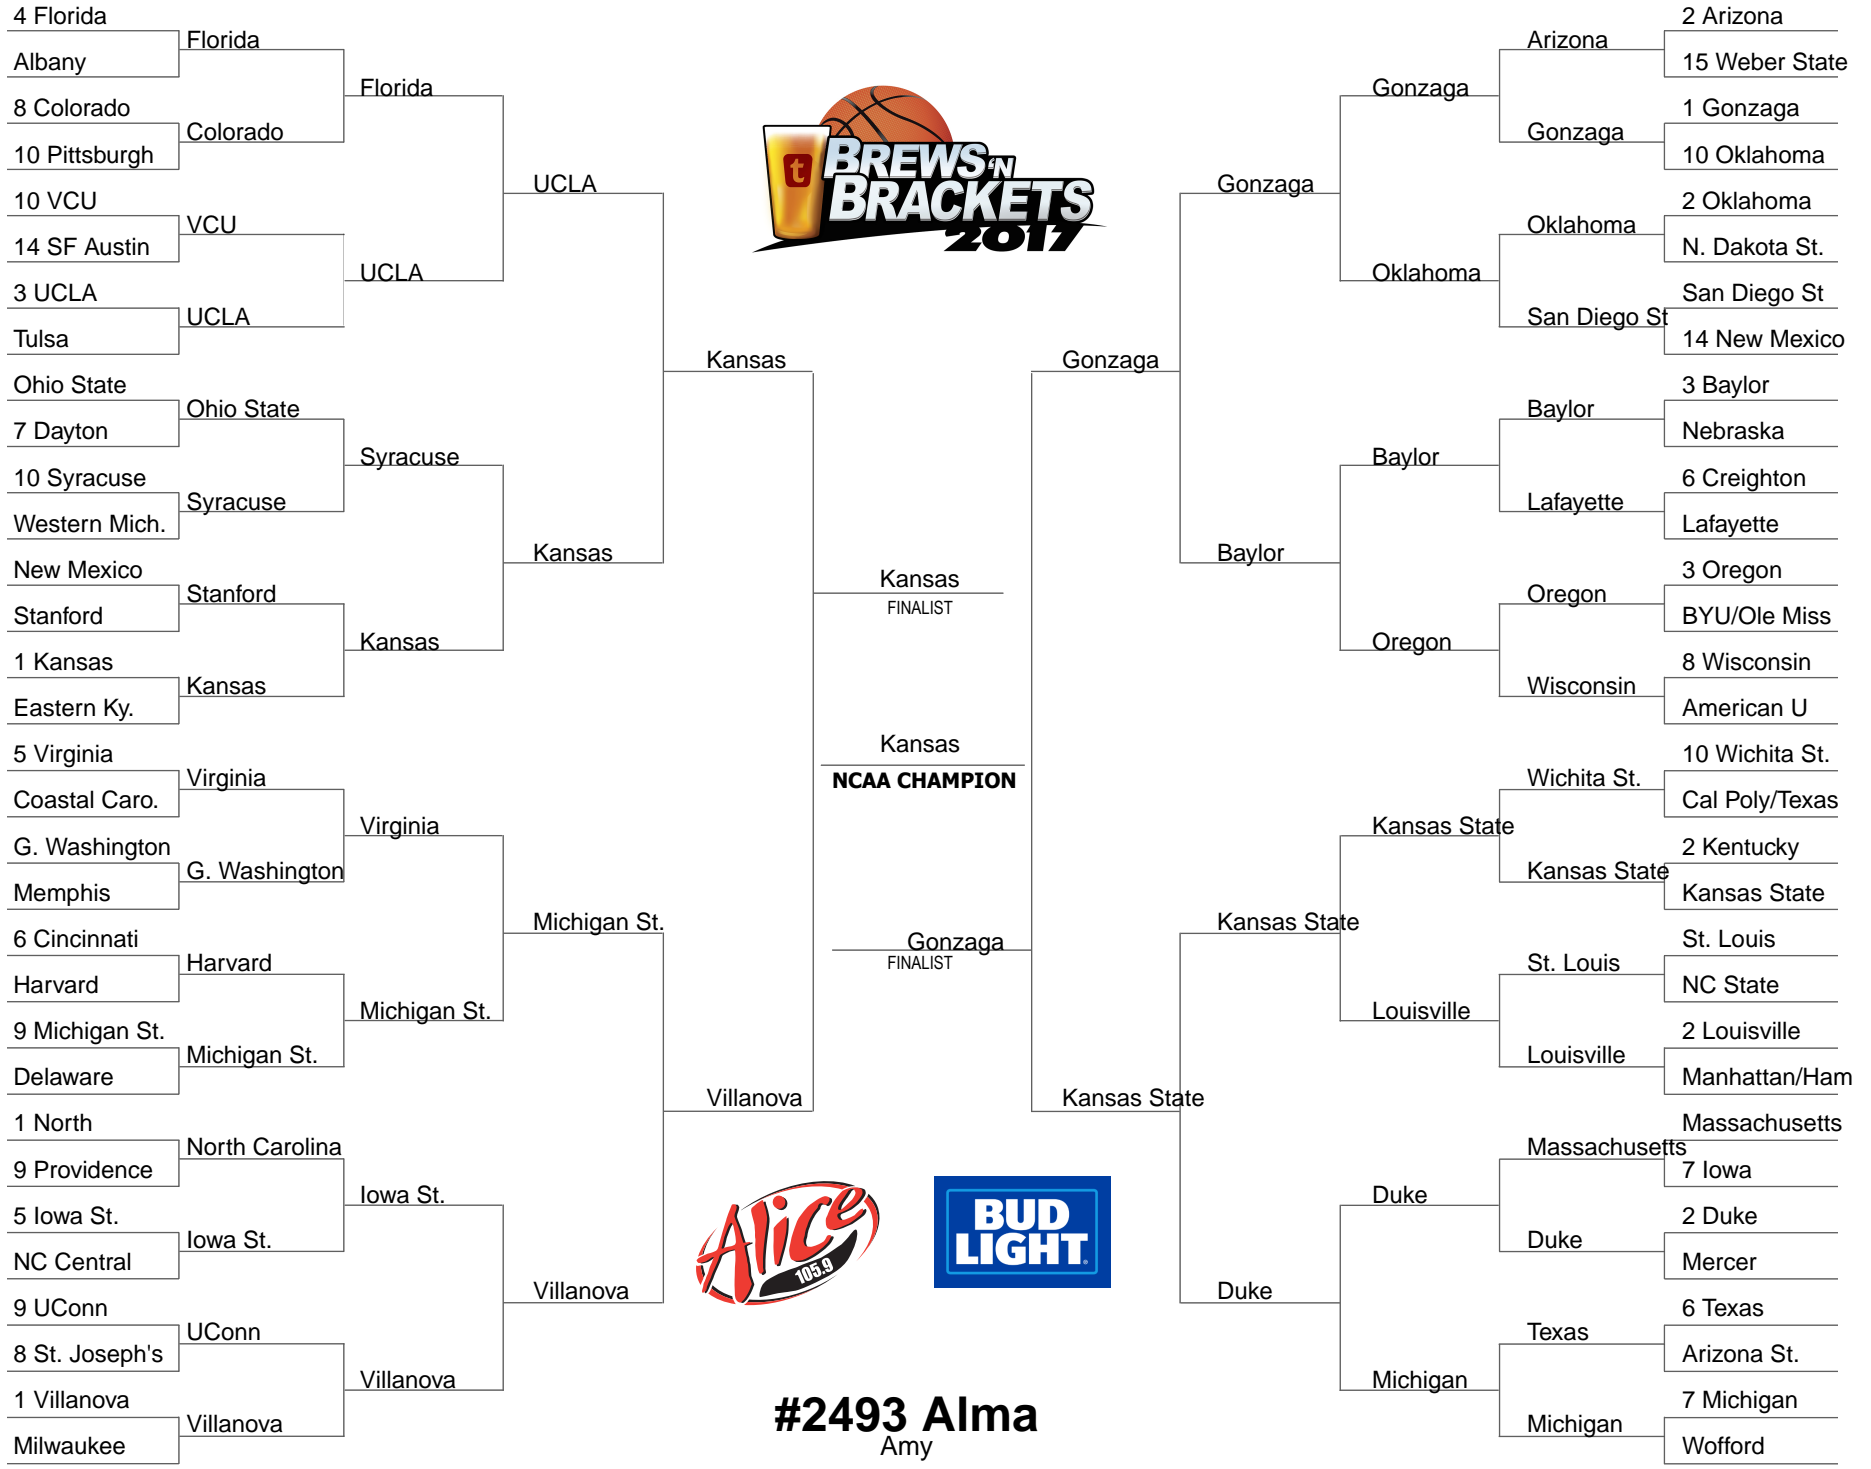 4 Florida
Albany
8 Colorado
10 Pittsburgh
10 VCU
14 SF Austin
3 UCLA
Tulsa
Ohio State
7 Dayton
10 Syracuse
Western Mich.
New Mexico
Stanford
1 Kansas
Eastern Ky.
5 Virginia
Coastal Caro.
G. Washington
Memphis
6 Cincinnati
Harvard
9 Michigan St.
Delaware
1 North
9 Providence
5 Iowa St.
NC Central
9 UConn
8 St. Joseph's
1 Villanova
Milwaukee
Florida
Colorado
VCU
UCLA
Ohio State
Syracuse
Stanford
Kansas
Virginia
G. Washington
Harvard
Michigan St.
North Carolina
Iowa St.
UConn
Villanova
Florida
UCLA
Syracuse
Kansas
Virginia
Michigan St.
Iowa St.
Villanova
UCLA
Kansas
Michigan St.
Villanova
Kansas
Villanova
t
BREWS 'N
BRACKETS
2017
Kansas
FINALIST
Kansas
NCAA CHAMPION
Gonzaga
FINALIST
Alice
105.9
BUD
LIGHT
#2493 Alma
Amy
Gonzaga
Kansas State
Gonzaga
Baylor
Kansas State
Duke
Gonzaga
Oklahoma
Baylor
Oregon
Kansas State
Louisville
Duke
Michigan
Arizona
Gonzaga
Oklahoma
San Diego St
Baylor
Lafayette
Oregon
Wisconsin
Wichita St.
Kansas State
St. Louis
Louisville
Massachusetts
Duke
Texas
Michigan
2 Arizona
15 Weber State
1 Gonzaga
10 Oklahoma
2 Oklahoma
N. Dakota St.
San Diego St
14 New Mexico
3 Baylor
Nebraska
6 Creighton
Lafayette
3 Oregon
BYU/Ole Miss
8 Wisconsin
American U
10 Wichita St.
Cal Poly/Texas
2 Kentucky
Kansas State
St. Louis
NC State
2 Louisville
Manhattan/Ham
Massachusetts
7 Iowa
2 Duke
Mercer
6 Texas
Arizona St.
7 Michigan
Wofford